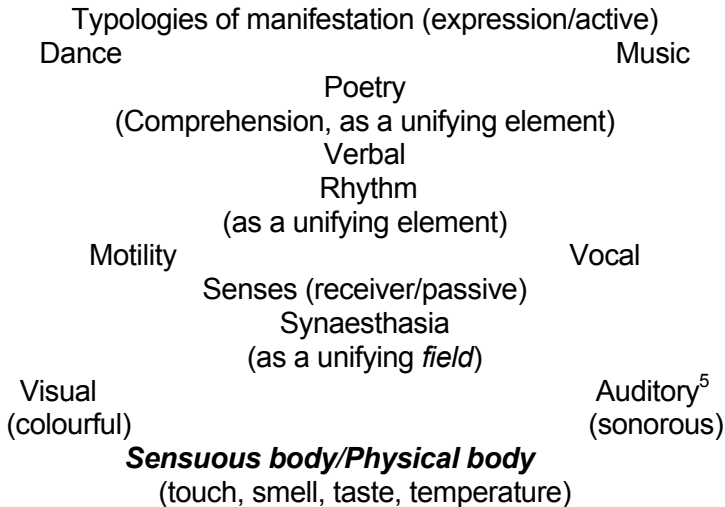 Typologies of manifestation (expression/active)
Dance Music
Poetry
(Comprehension, as a unifying element)
Verbal
Rhythm
(as a unifying element)
Motility Vocal
Senses (receiver/passive)
Synaesthasia
(as a unifying field)
Visual Auditory5
(colourful) (sonorous)
Sensuous body/Physical body
(touch, smell, taste, temperature)